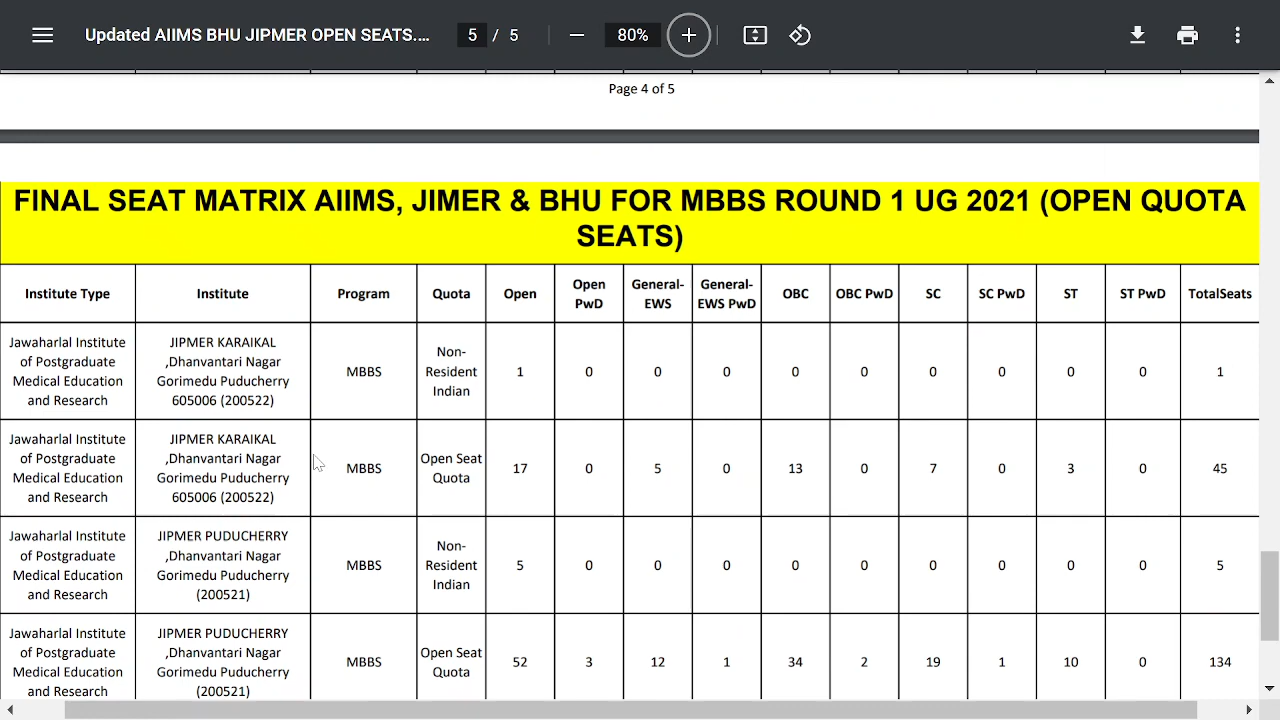 Updated AIIMS BHU JIPMER OPEN SEATS.... 5 / 5 80%
Page 4 of 5
FINAL SEAT MATRIX AIIMS, JIMER & BHU FOR MBBS ROUND 1 UG 2021 (OPEN QUOTA
SEATS)
Institute Type Institute Program Quota Open Open PwD General-EWS General-EWS PwD OBC OBC PwD SC SC PwD ST ST PwD TotalSeats
Jawaharlal Institute
of Postgraduate
Medical Education
and Research
JIPMER KARAIKAL
,Dhanvantari Nagar
Gorimedu Puducherry
605006 (200522)
MBBS
Non-
Resident
Indian
1 0 0 0 0 0 0 0 0 0 1
Jawaharlal Institute
of Postgraduate
Medical Education
and Research
JIPMER KARAIKAL
,Dhanvantari Nagar
Gorimedu Puducherry
605006 (200522)
MBBS
Open Seat
Quota
17 0 5 0 13 0 7 0 3 0 45
Jawaharlal Institute
of Postgraduate
Medical Education
and Research
JIPMER PUDUCHERRY
,Dhanvantari Nagar
Gorimedu Puducherry
(200521)
MBBS
Non-
Resident
Indian
5 0 0 0 0 0 0 0 0 0 5
Jawaharlal Institute
of Postgraduate
Medical Education
and Research
JIPMER PUDUCHERRY
,Dhanvantari Nagar
Gorimedu Puducherry
(200521)
MBBS
Open Seat
Quota
52 3 12 1 34 2 19 1 10 0 134